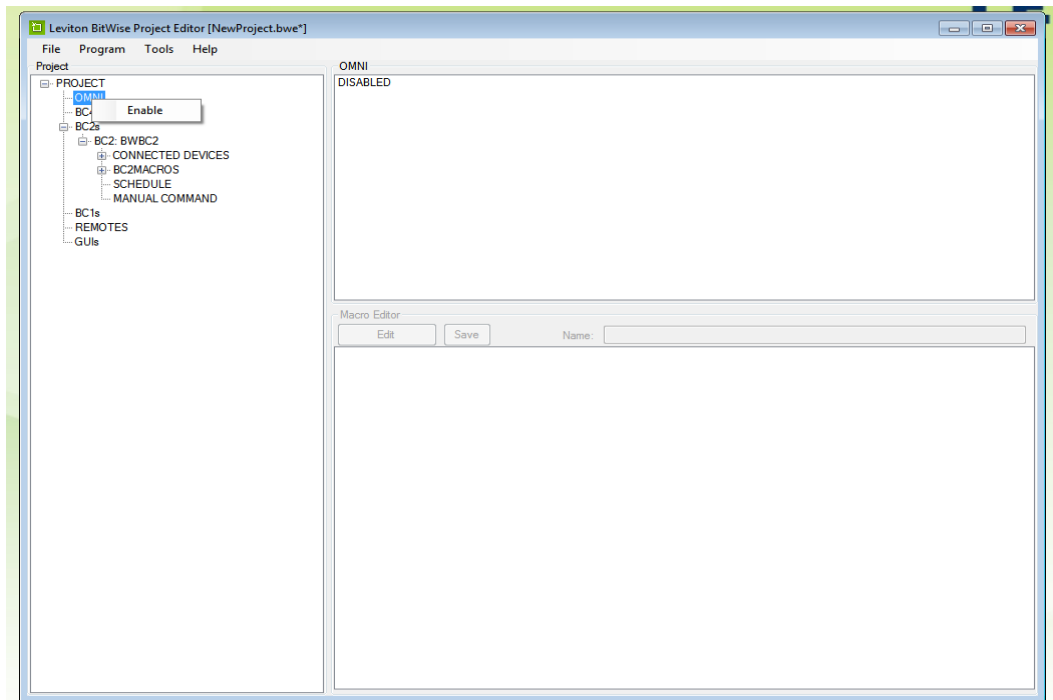 Leviton BitWise Project Editor [NewProject.bwe*]
File Program Tools Help
Project
PROJECT
OMNI
Enable
BC2s
BC2: BWBC2
CONNECTED DEVICES
BC2MACROS
SCHEDULE
MANUAL COMMAND
BC1s
REMOTES
GUIs
OMNI
DISABLED
Macro Editor
Edit Save Name: